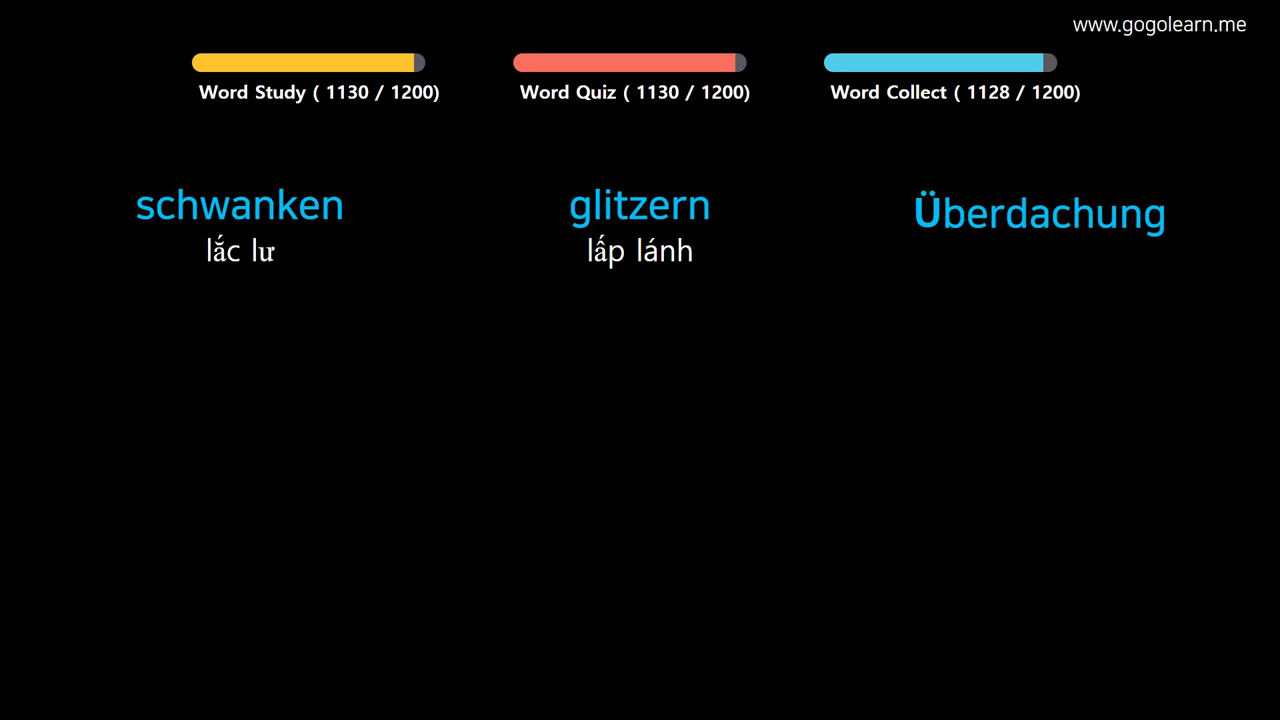 www.gogolearn.me
Word Study ( 1130 / 1200)
Word Quiz ( 1130 / 1200)
Word Collect ( 1128 / 1200)
schwanken
lắc lư
glitzern
lấp lánh
Überdachung